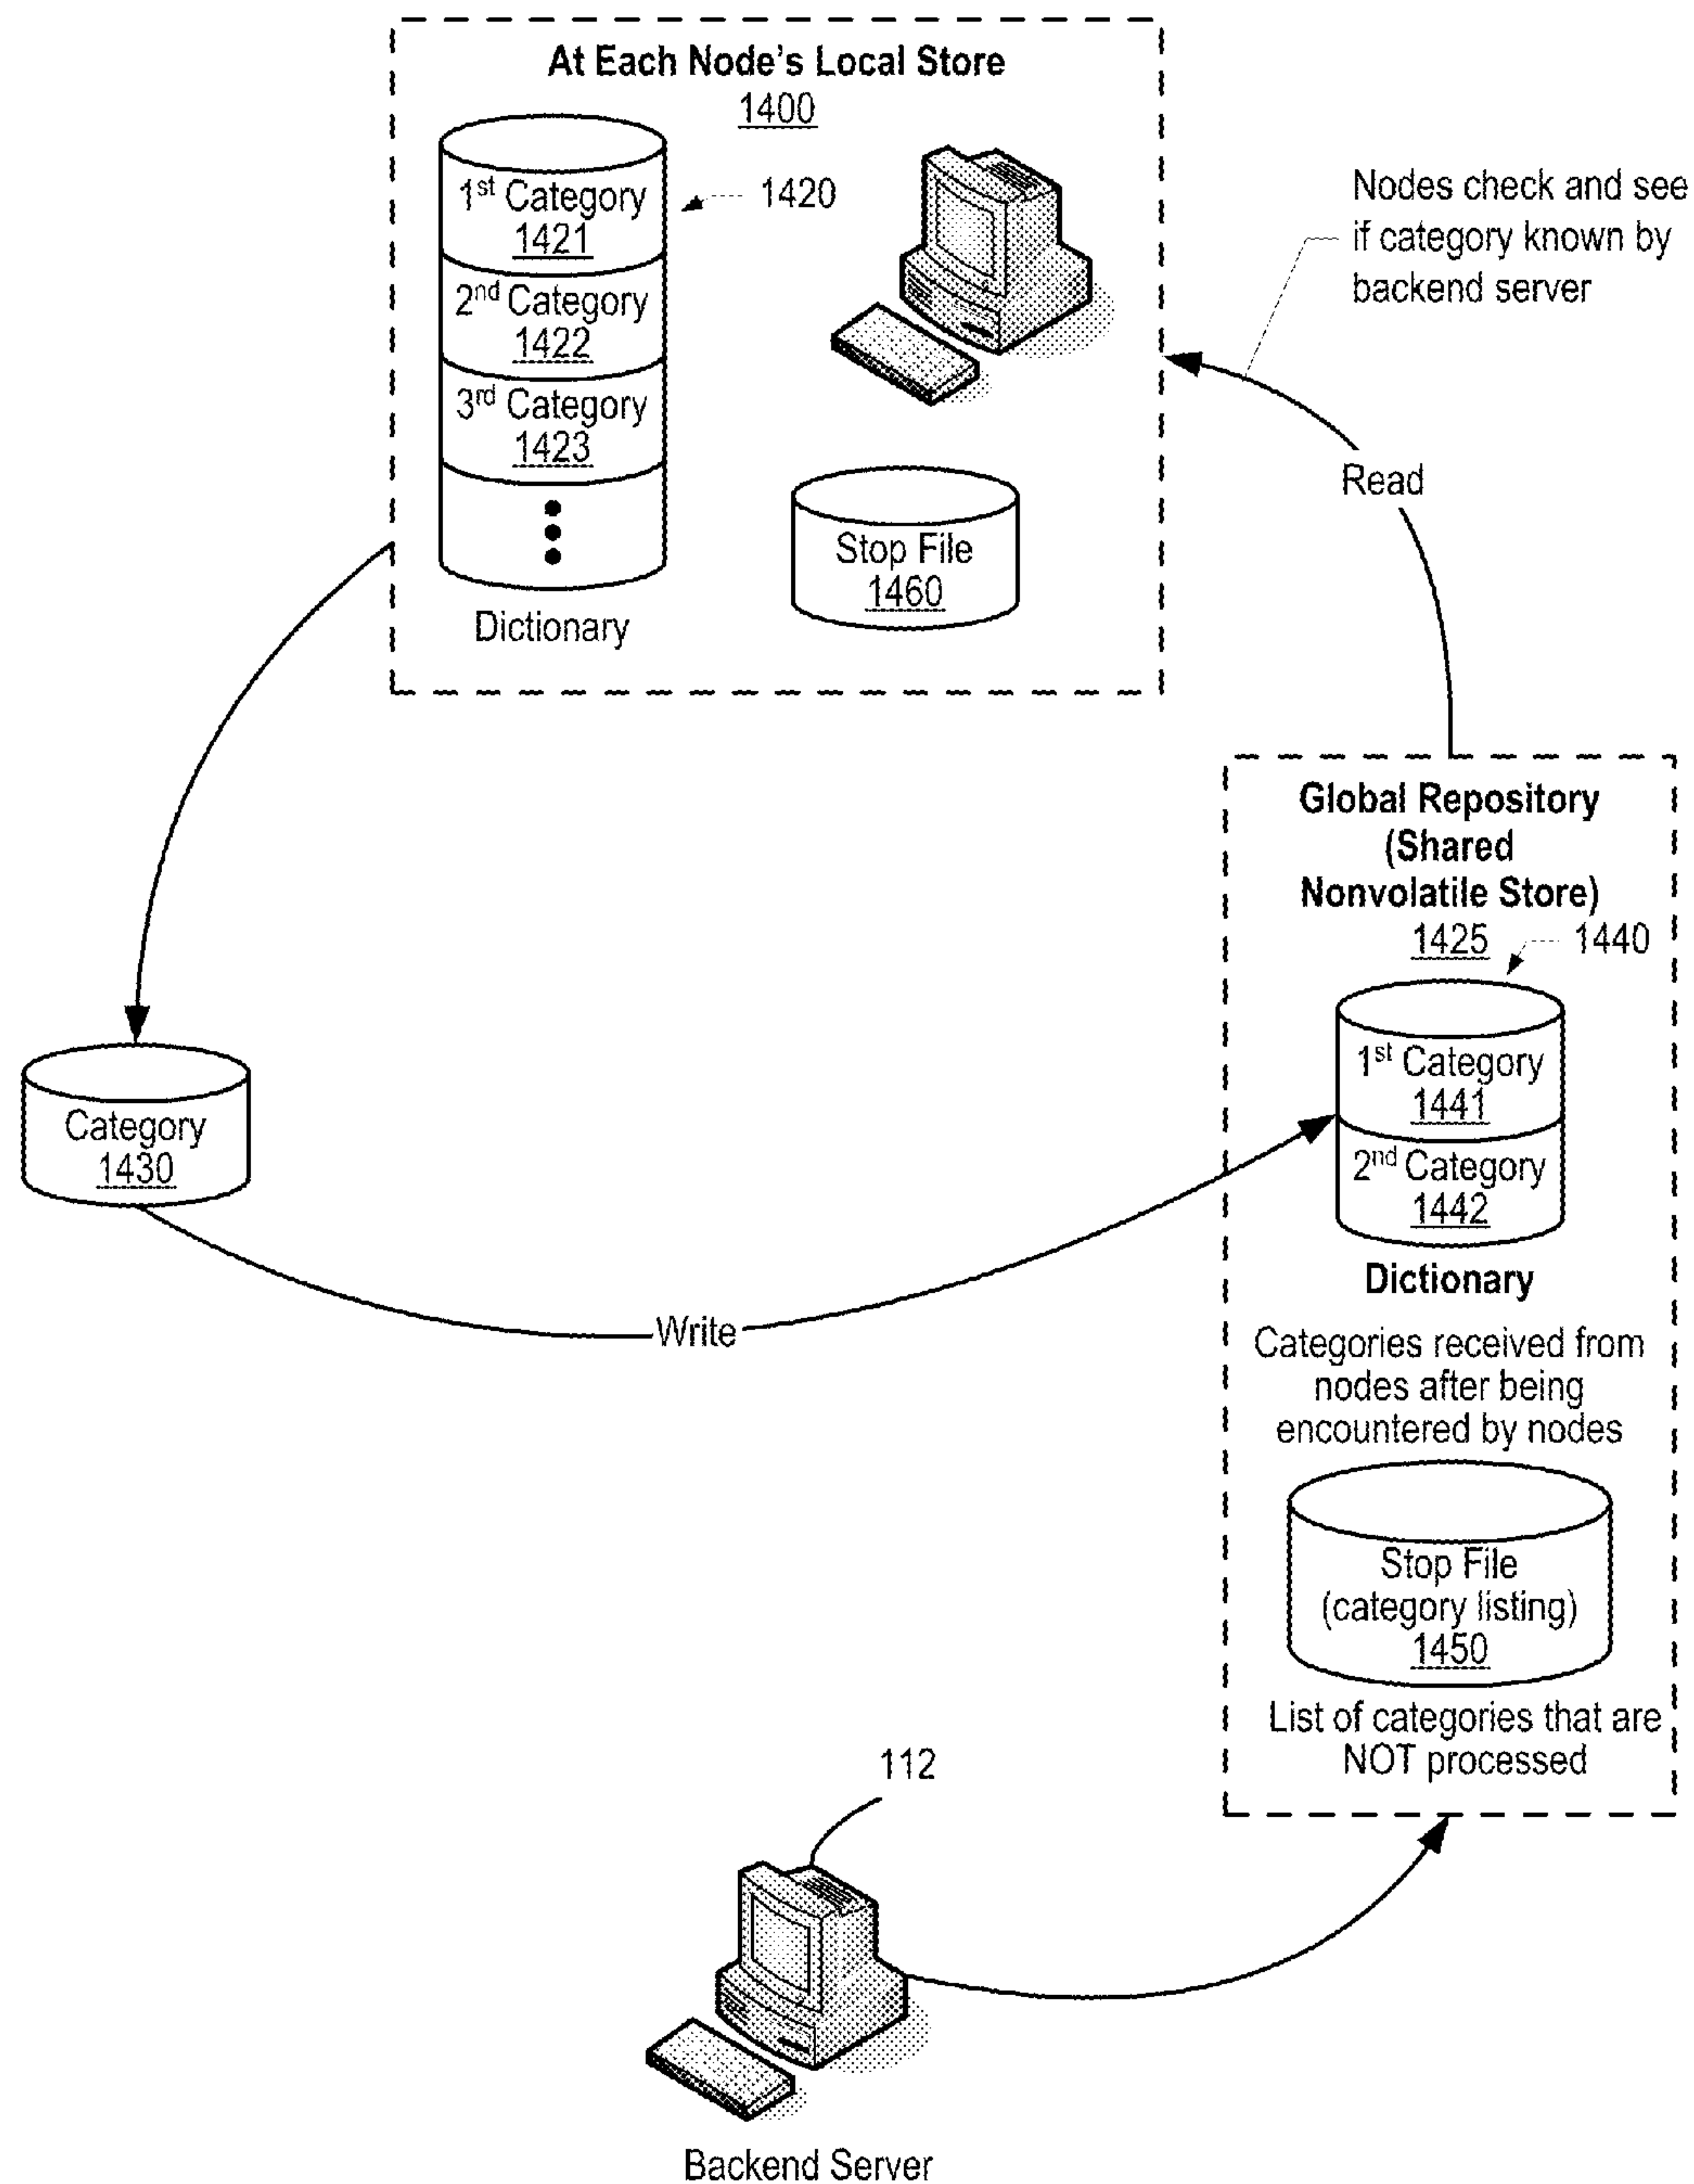 At Each Node's Local Store
1400
1st Category
1421
1420
2nd Category
1422
3rd Category
1423
Dictionary
Stop File
1460
Nodes check and see
if category known by
backend server
Read
Global Repository
(Shared
Nonvolatile Store)
1425
1440
1st Category
1441
2nd Category
1442
Dictionary
Category
1430
Write
Categories received from
nodes after being
encountered by nodes
Stop File
(category listing)
1450
List of categories that are
NOT processed
112
Backend Server